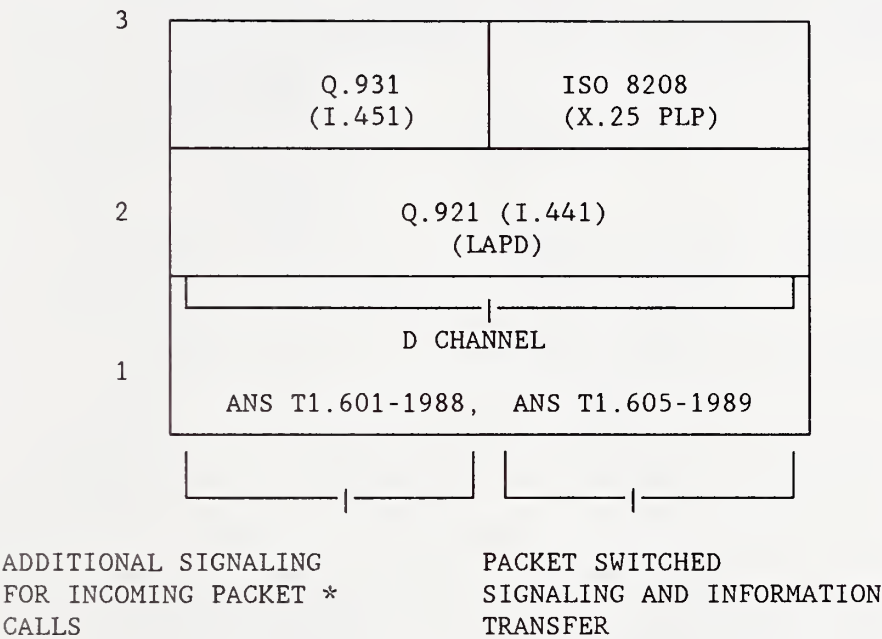 3
Q.931
(I.451)
ISO 8208
(X.25 PLP)
2
Q.921 (I.441)
(LAPD)
D CHANNEL
1
ANS T1.601-1988, ANS T1.605-1989
ADDITIONAL SIGNALING
FOR INCOMING PACKET *
CALLS
PACKET SWITCHED
SIGNALING AND INFORMATION
TRANSFER